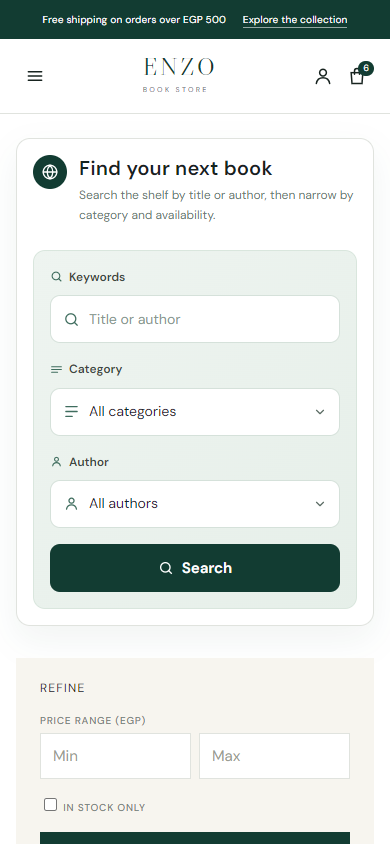 Free shipping on orders over EGP 500 Explore the collection
ENZO
BOOK STORE
6
Find your next book
Search the shelf by title or author, then narrow by
category and availability.
Keywords
Title or author
Category
All categories
Author
All authors
Search
REFINE
PRICE RANGE (EGP)
Min Max
IN STOCK ONLY